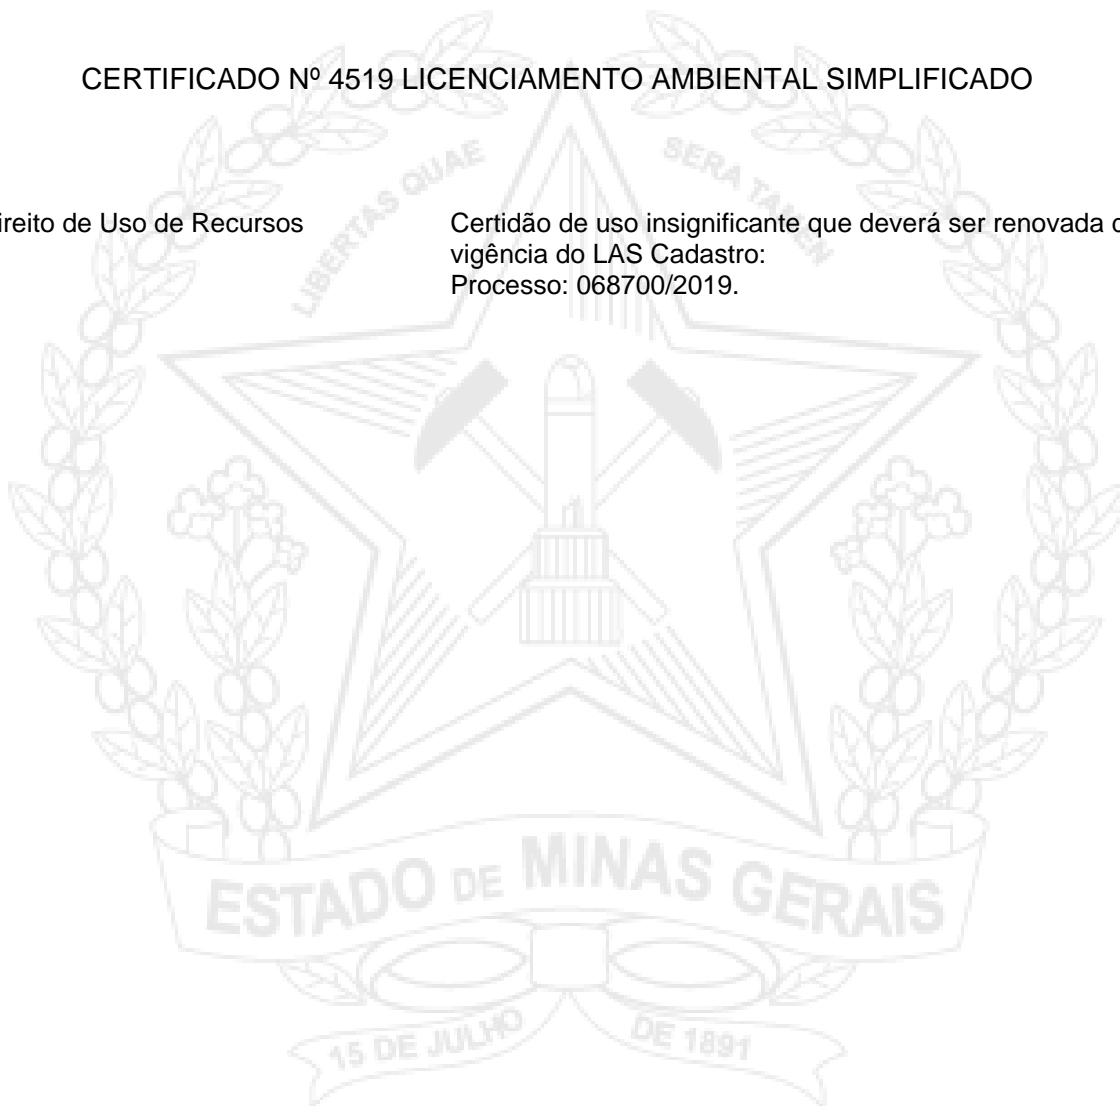 CERTIFICADO Nº 4519 LICENCIAMENTO AMBIENTAL SIMPLIFICADO
LIBERTAS QUAE SERA TAMEN
ireito de Uso de Recursos
Certidão de uso insignificante que deverá ser renovada
vigência do LAS Cadastro:
Processo: 068700/2019.
ESTADO DE MINAS GERAIS
15 DE JULHO DE 1891